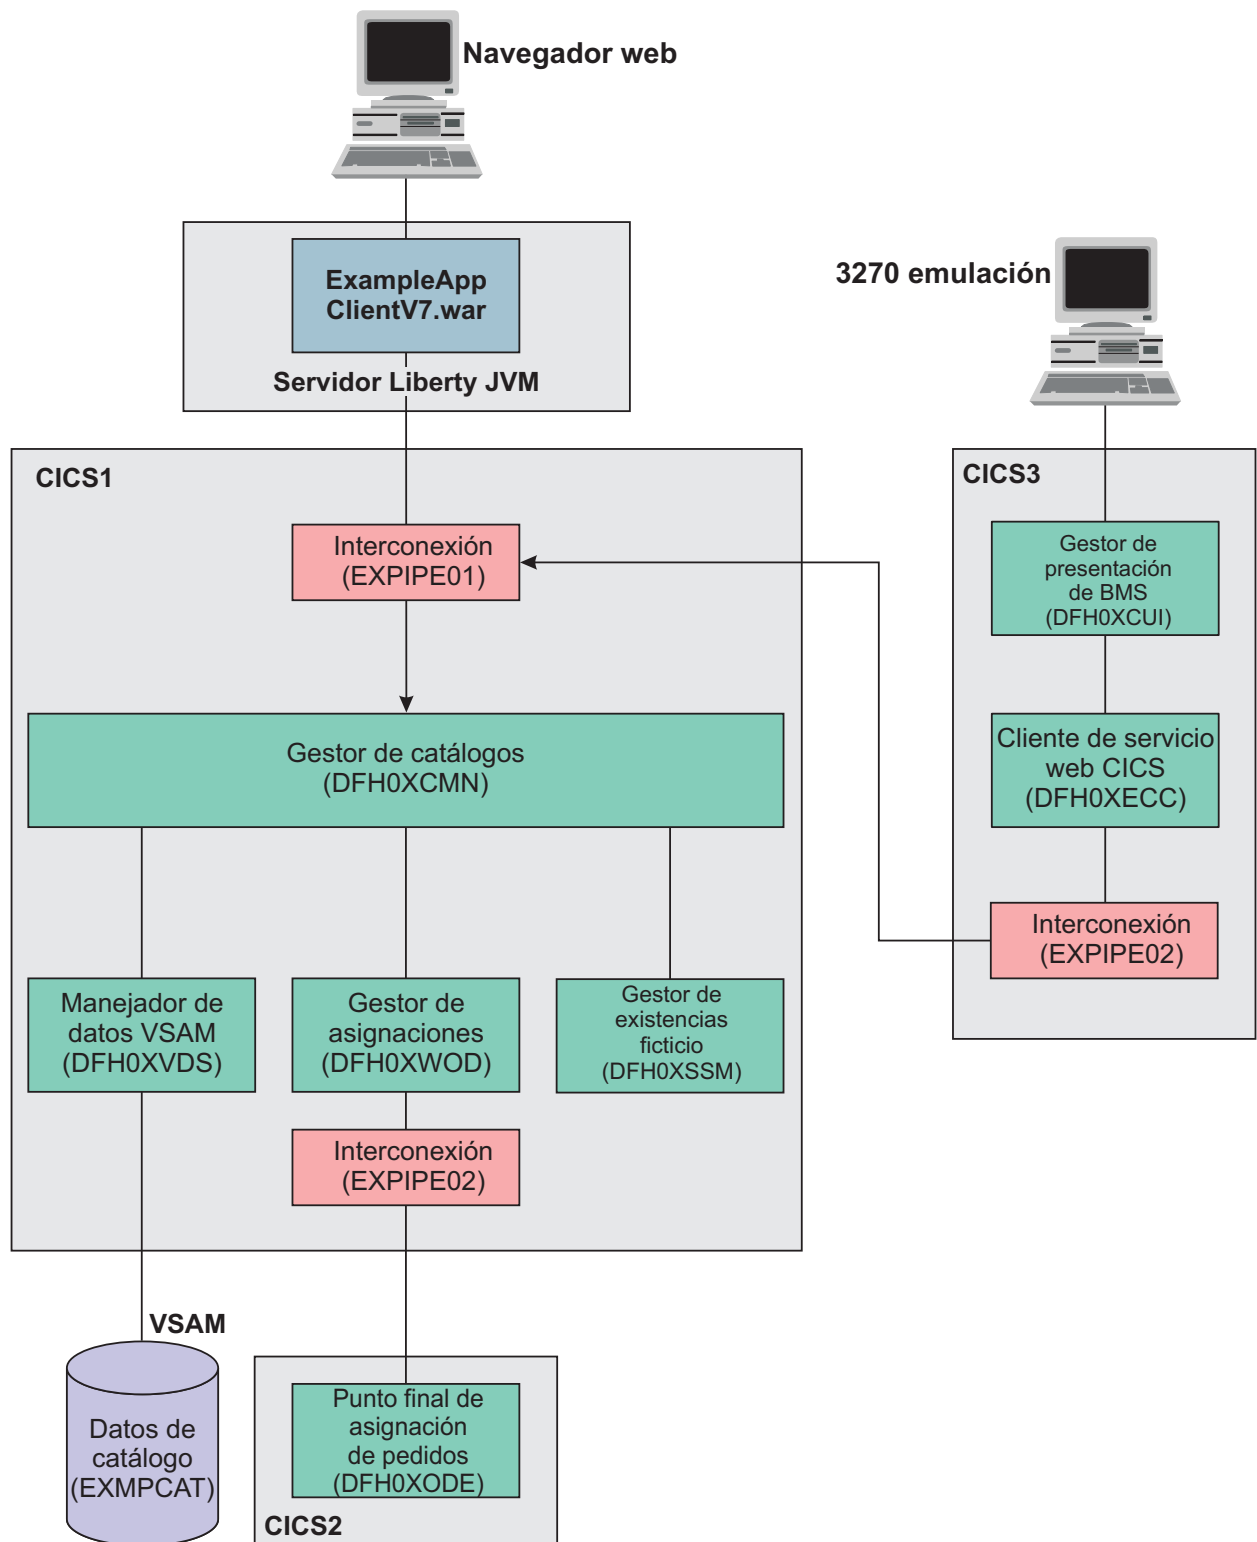 Navegador web
ExampleApp
ClientV7.war
Servidor Liberty JVM
3270 emulación
CICS1
Interconexión
(EXPIPE01)
Gestor de catálogos
(DFH0XCMN)
Manejador de
datos VSAM
(DFH0XVDS)
Gestor de
asignaciones
(DFH0XWOD)
Gestor de
existencias
ficticio
(DFH0XSSM)
Interconexión
(EXPIPE02)
CICS3
Gestor de
presentación
de BMS
(DFH0XCUI)
Cliente de servicio
web CICS
(DFH0XECC)
Interconexión
(EXPIPE02)
VSAM
Datos de
catálogo
(EXMPCAT)
Punto final de
asignación
de pedidos
(DFH0XODE)
CICS2